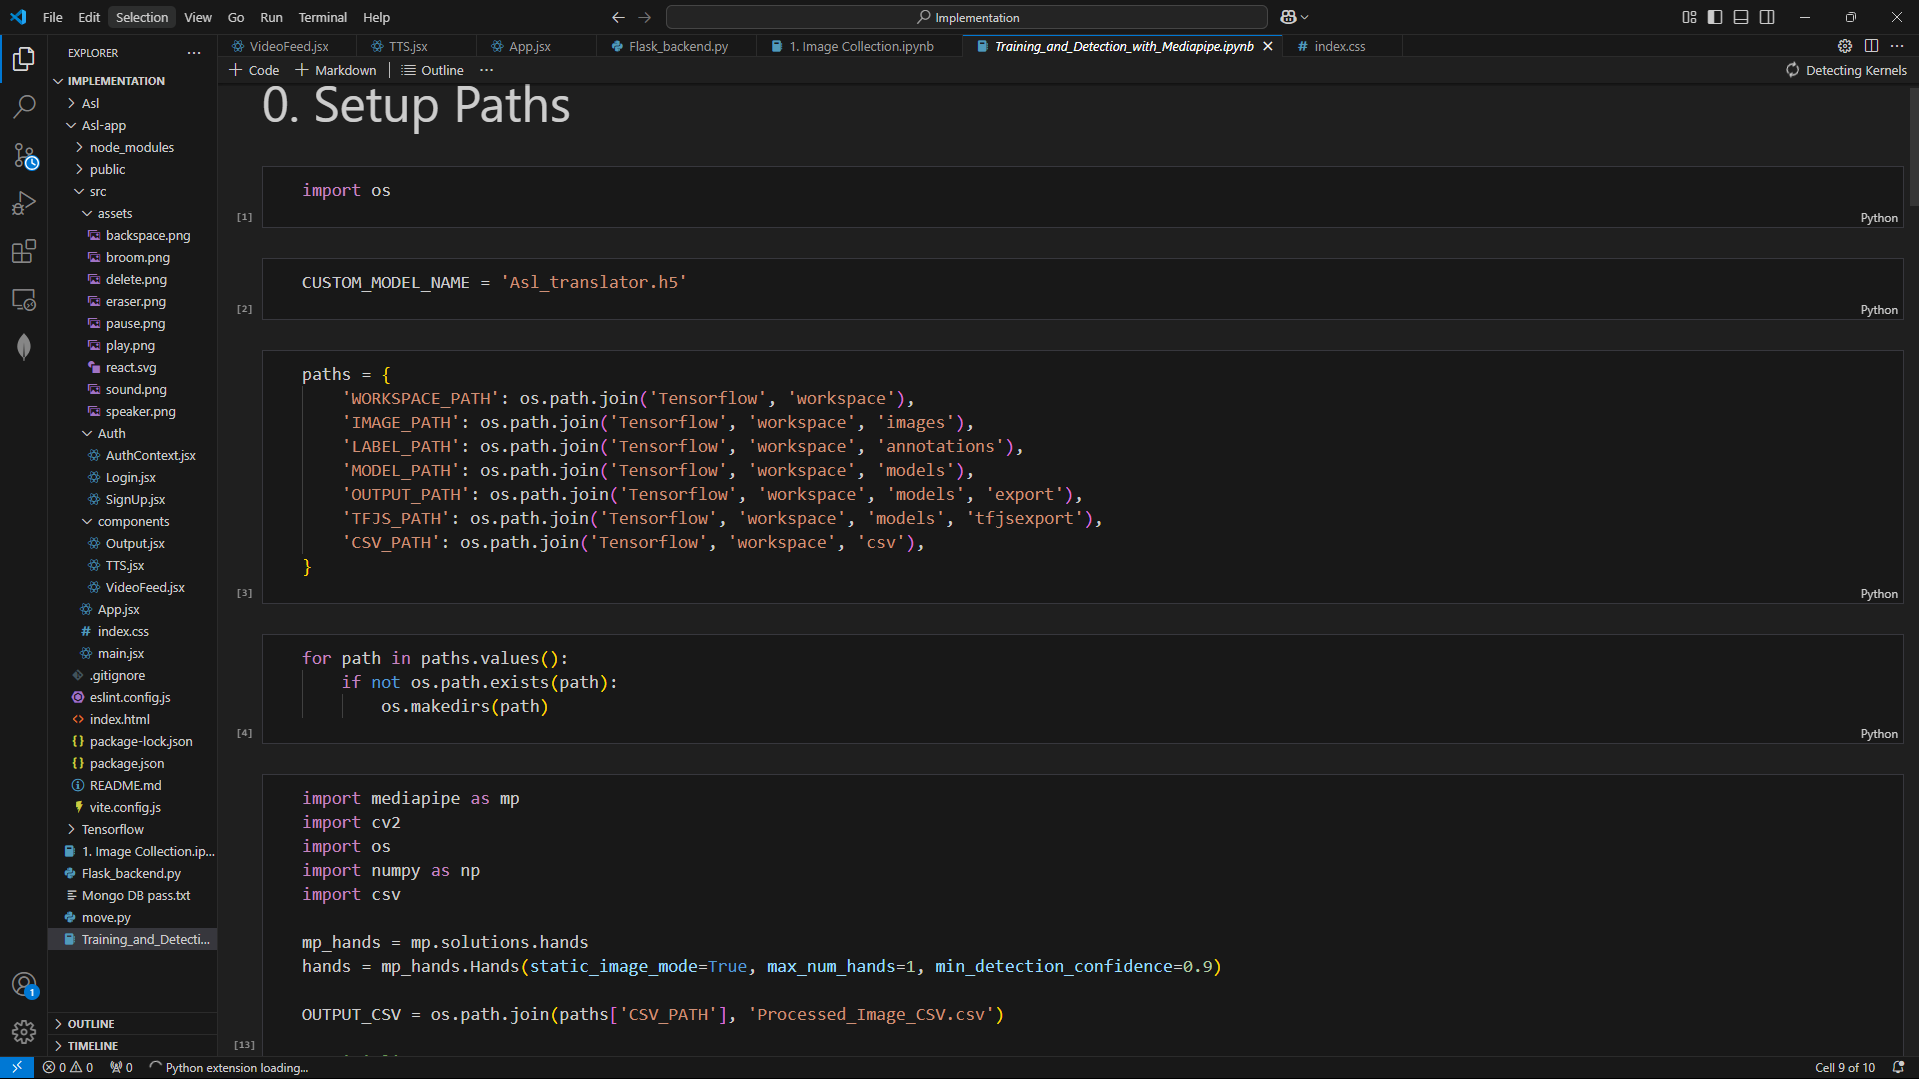 File Edit Selection View Go Run Terminal Help
Implementation
EXPLORER
VideoFeed.jsx
TTS.jsx
App.jsx
Flask_backend.py
1. Image Collection.ipynb
Training_and_Detection_with_Mediapipe.ipynb
# index.css
Code
Markdown
Outline
Detecting Kernels
IMPLEMENTATION
Asl
Asl-app
node_modules
public
src
assets
backspace.png
broom.png
delete.png
eraser.png
pause.png
play.png
react.svg
sound.png
speaker.png
Auth
AuthContext.jsx
Login.jsx
SignUp.jsx
components
Output.jsx
TTS.jsx
VideoFeed.jsx
App.jsx
# index.css
main.jsx
.gitignore
eslint.config.js
<> index.html
{} package-lock.json
{} package.json
README.md
vite.config.js
Tensorflow
1. Image Collection.ip...
Flask_backend.py
Mongo DB pass.txt
move.py
Training_and_Detecti...
OUTLINE
TIMELINE
0. Setup Paths
import os
[1]
Python
CUSTOM_MODEL_NAME = 'Asl_translator.h5'
[2]
Python
paths = {
'WORKSPACE_PATH': os.path.join('Tensorflow', 'workspace'),
'IMAGE_PATH': os.path.join('Tensorflow', 'workspace', 'images'),
'LABEL_PATH': os.path.join('Tensorflow', 'workspace', 'annotations'),
'MODEL_PATH': os.path.join('Tensorflow', 'workspace', 'models'),
'OUTPUT_PATH': os.path.join('Tensorflow', 'workspace', 'models', 'export'),
'TFJS_PATH': os.path.join('Tensorflow', 'workspace', 'models', 'tfjsexport'),
'CSV_PATH': os.path.join('Tensorflow', 'workspace', 'csv'),
}
[3]
Python
for path in paths.values():
if not os.path.exists(path):
os.makedirs(path)
[4]
Python
import mediapipe as mp
import cv2
import os
import numpy as np
import csv
mp_hands = mp.solutions.hands
hands = mp_hands.Hands(static_image_mode=True, max_num_hands=1, min_detection_confidence=0.9)
OUTPUT_CSV = os.path.join(paths['CSV_PATH'], 'Processed_Image_CSV.csv')
[13]
1
0 0 0 Python extension loading...
Cell 9 of 10